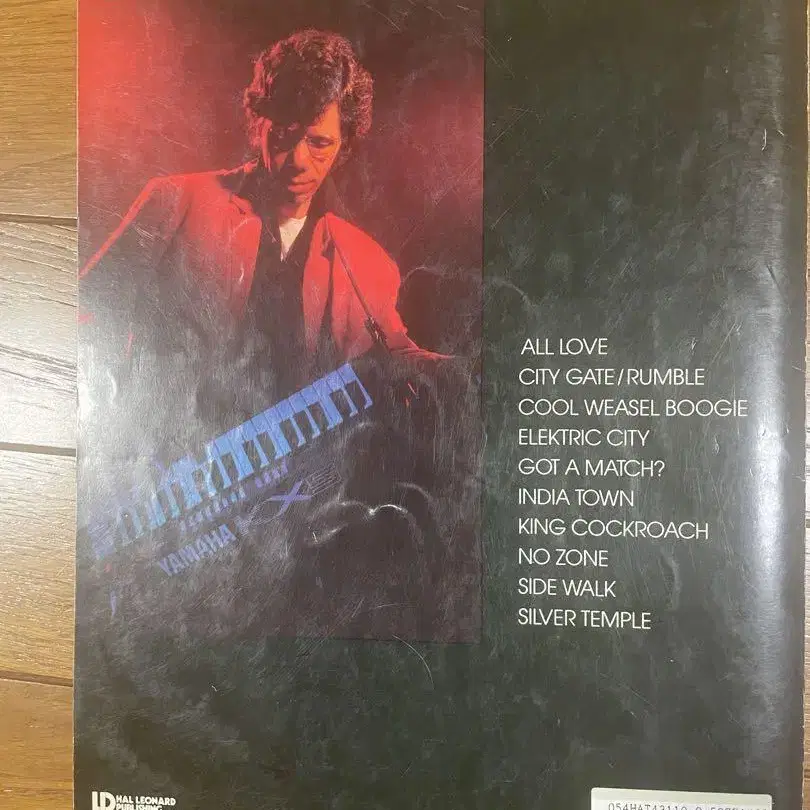 YAMAHA
ALL LOVE
CITY GATE/RUMBLE
COOL WEASEL BOOGIE
ELEKTRIC CITY
GOT A MATCH?
INDIA TOWN
KING COCKROACH
NO ZONE
SIDE WALK
SILVER TEMPLE
HAL LEONARD
PUBLISHING